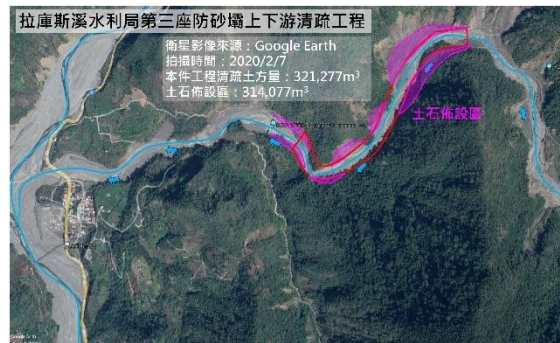 拉庫斯溪水利局第三座防砂壩上下游清疏工程
衛星影像來源：Google Earth
拍攝時間：2020/2/7
本件工程清疏土方量：321,277m³
土石佈設區：314,077m³
土石佈設區